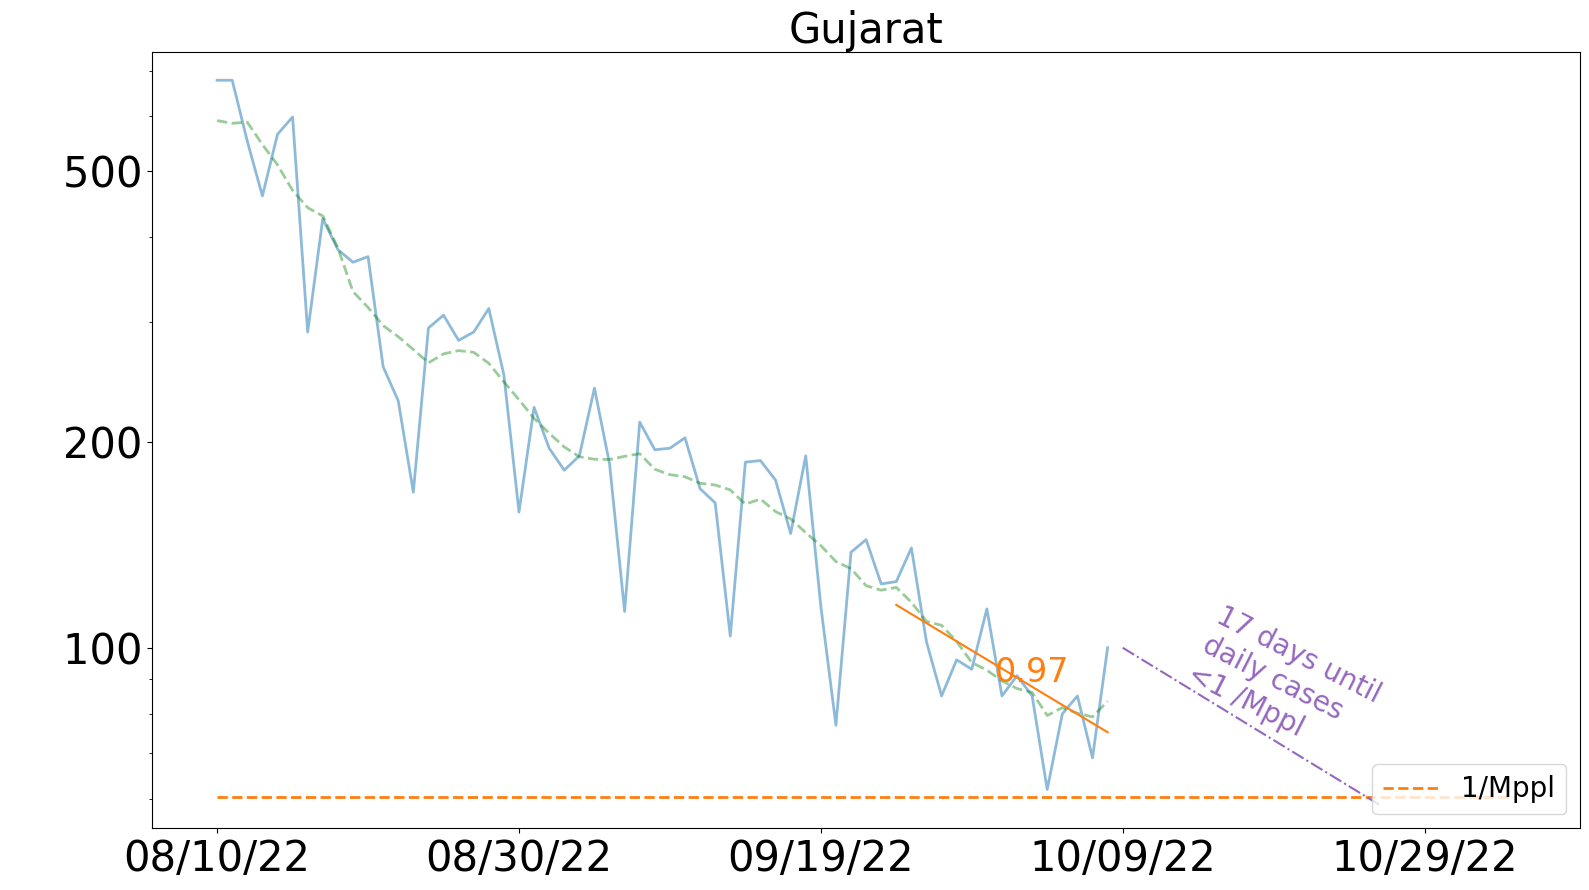 Gujarat
500
200
100
0.97
17 days until
daily cases
<1 /Mppl
1/Mppl
08/10/22
08/30/22
09/19/22
10/09/22
10/29/22